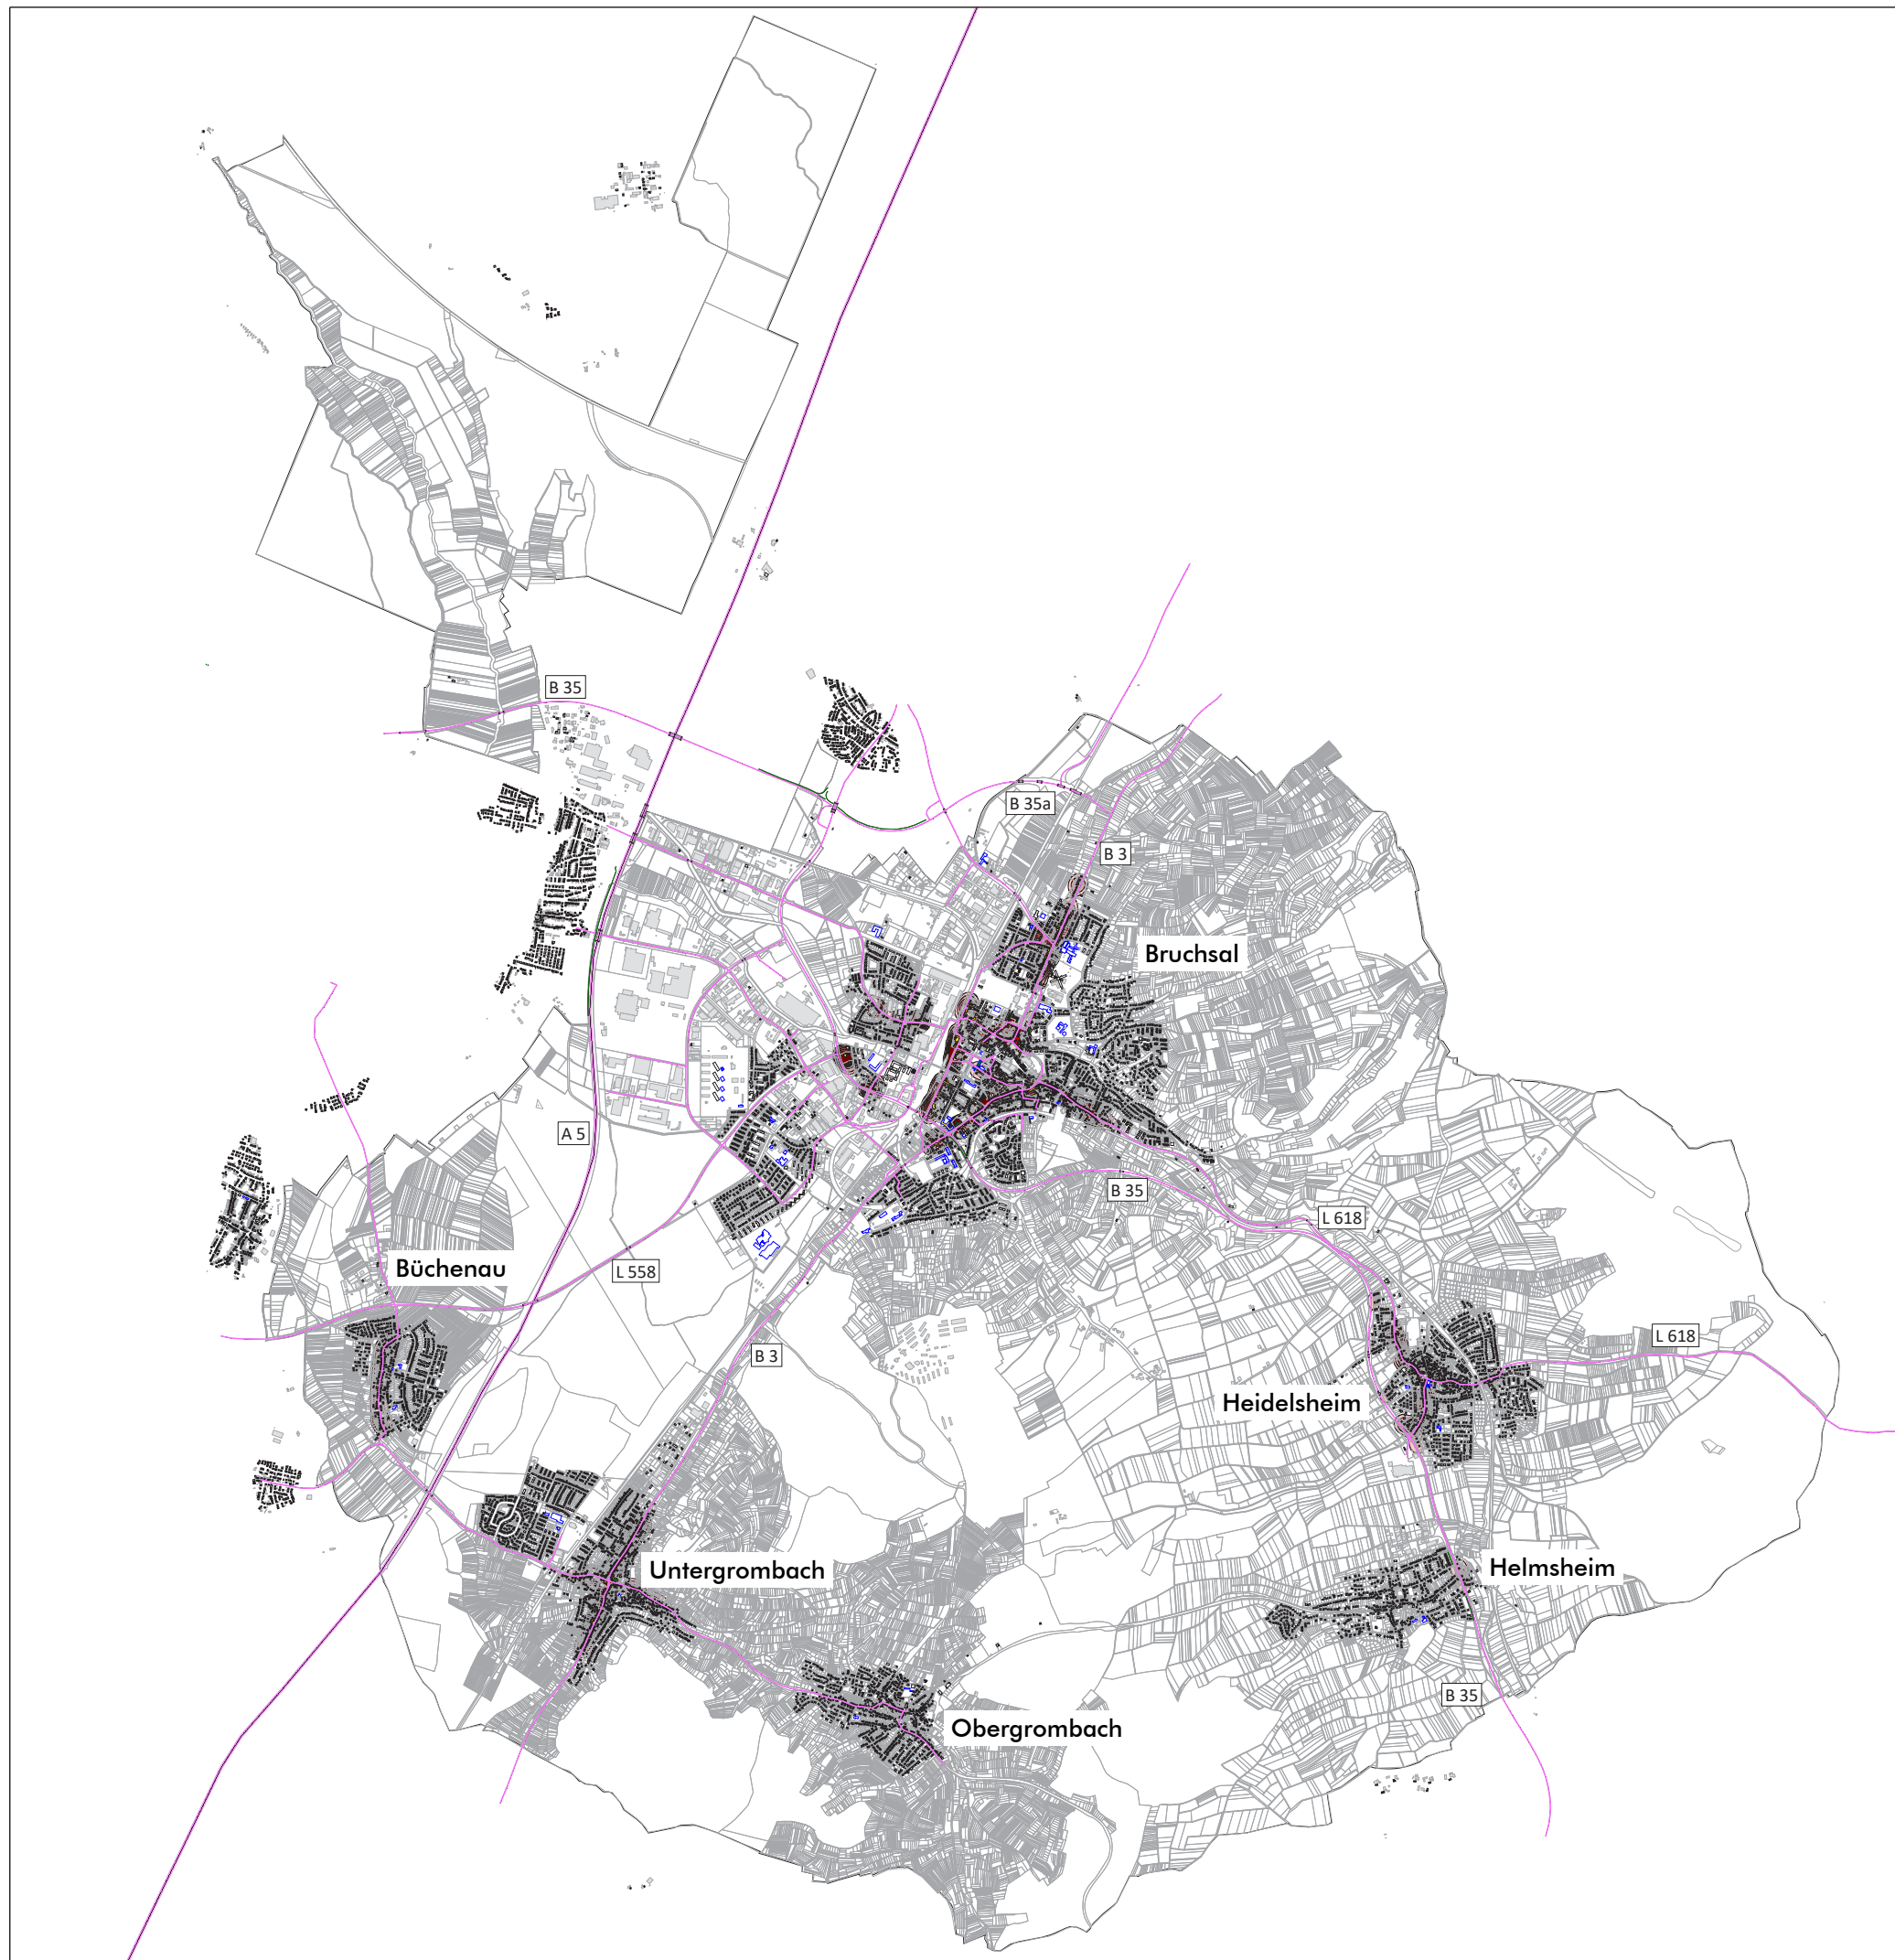 B 35
B 35a
B 3
Bruchsal
A 5
B 35
L 618
Büchenau
L 558
L 618
B 3
Heidelsheim
Untergrombach
Helmsheim
B 35
Obergrombach